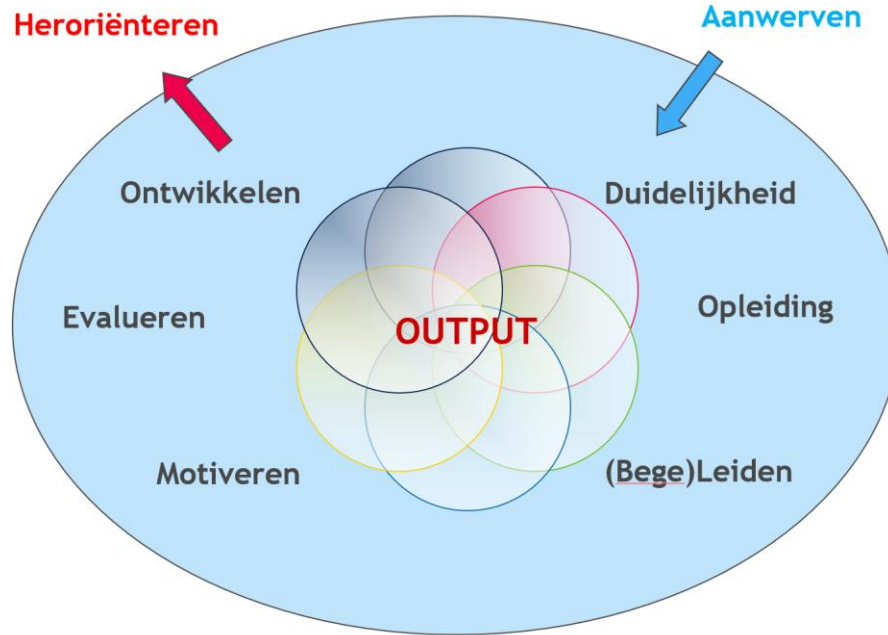 Heroriënteren
Aanwerven
Ontwikkelen
Duidelijkheid
Evalueren
OUTPUT
Opleiding
Motiveren
(Bege)Leiden